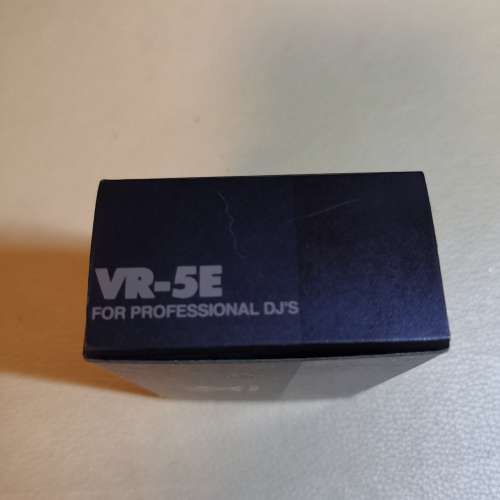 VR-5E
FOR PROFESSIONAL DJ'S